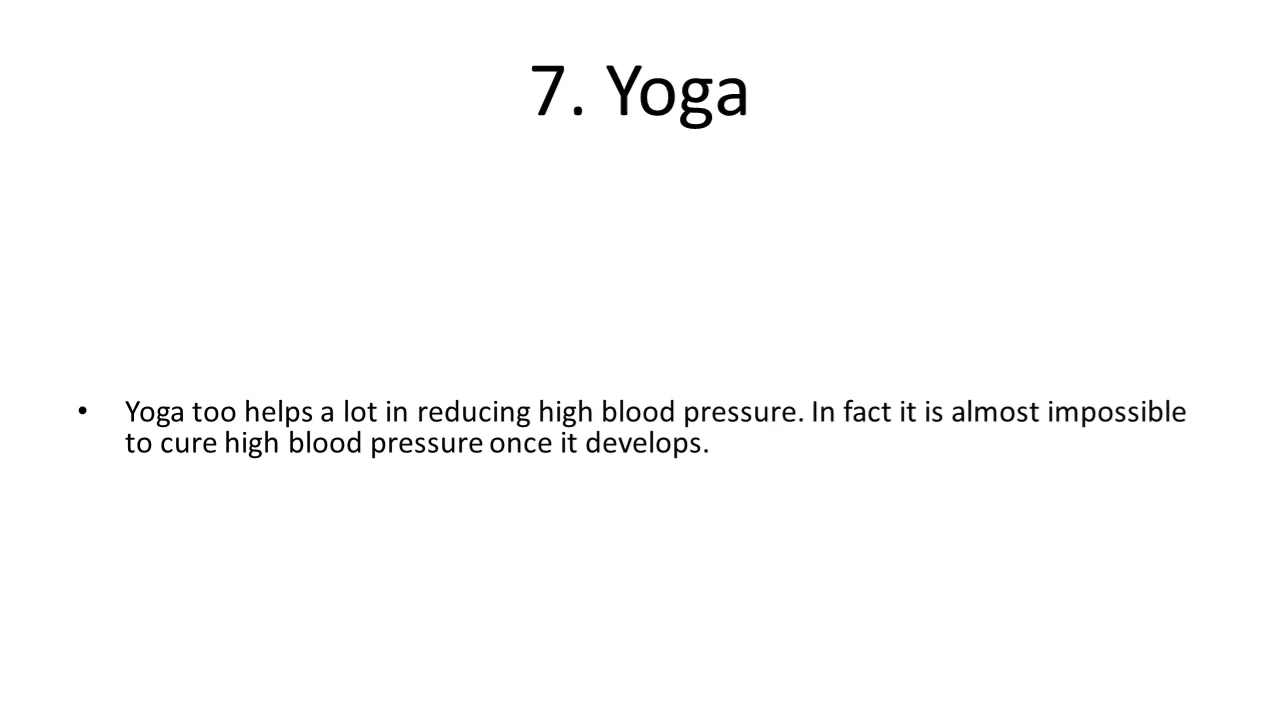 7. Yoga
• Yoga too helps a lot in reducing high blood pressure. In fact it is almost impossible
to cure high blood pressure once it develops.